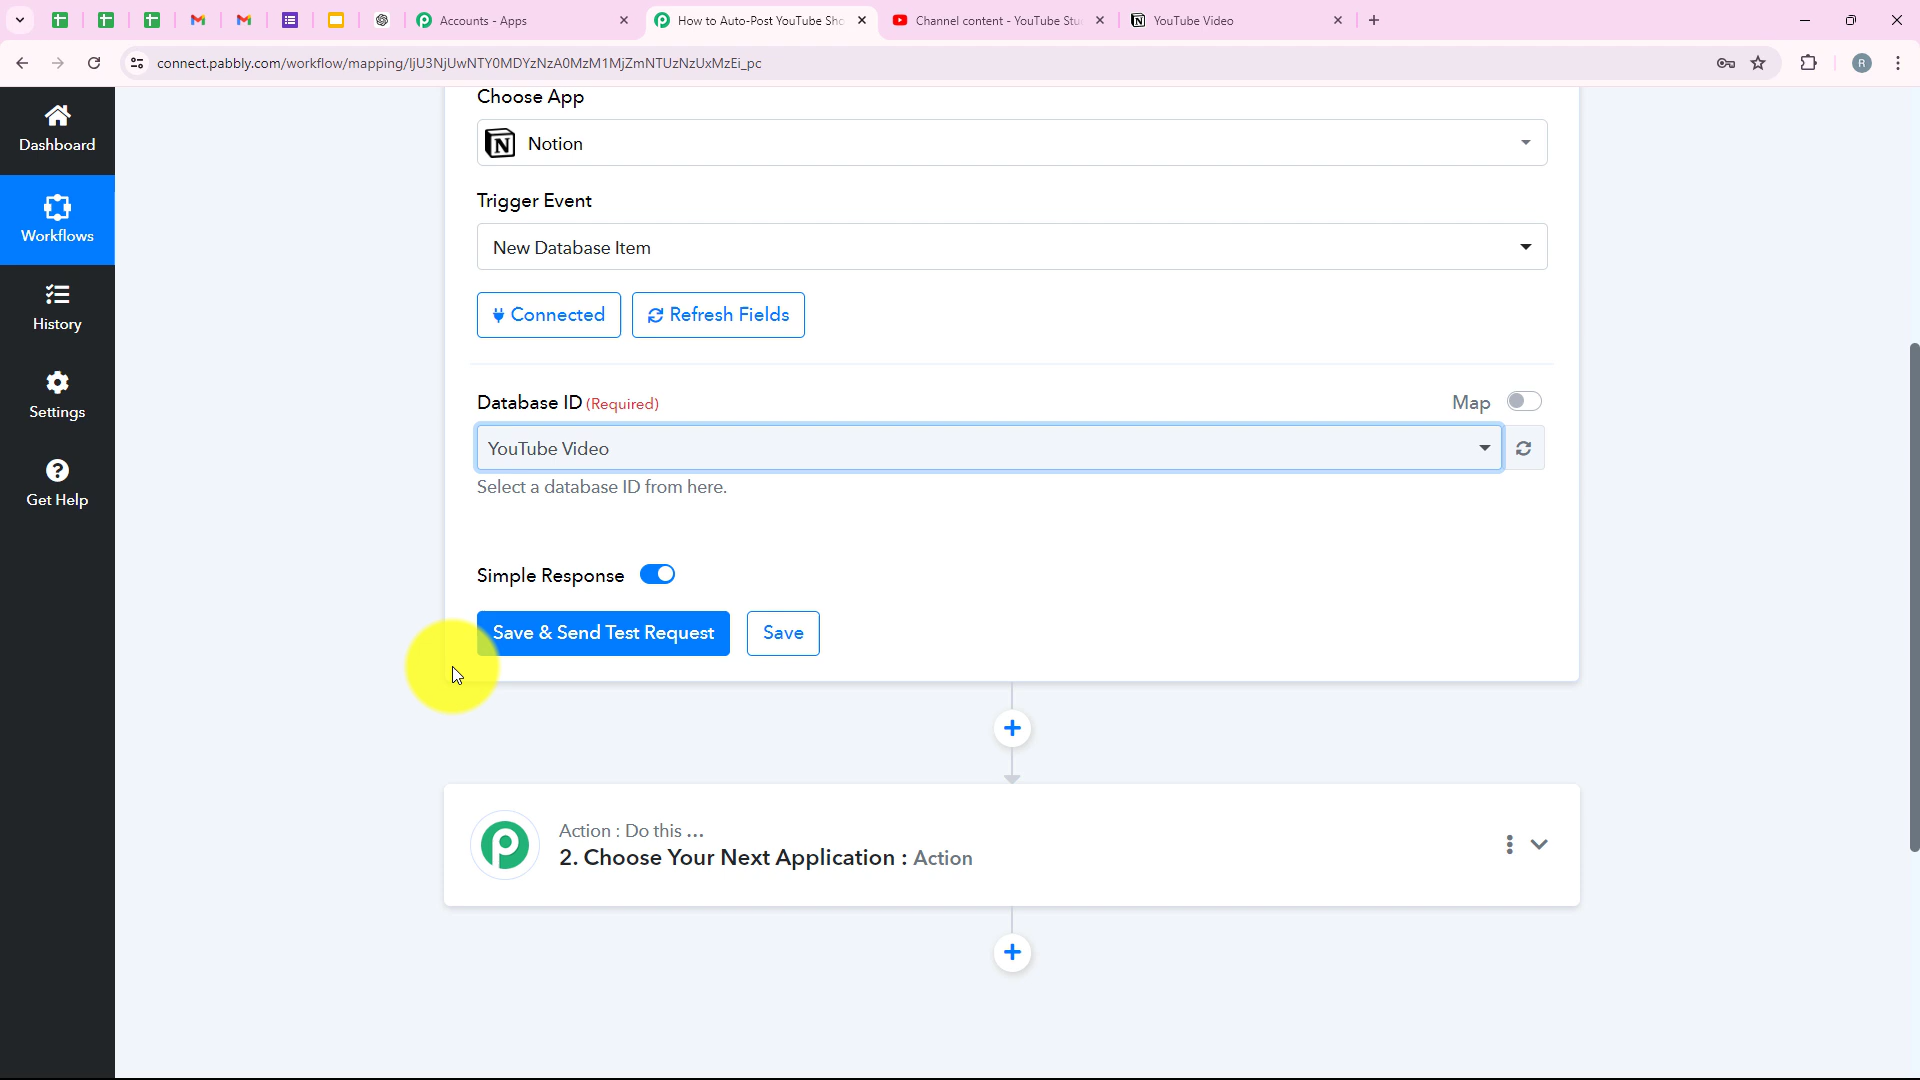 Accounts - Apps
How to Auto-Post YouTube Sho
Channel content - YouTube Stu
YouTube Video
connect.pabbly.com/workflow/mapping/IjU3NjUwNTY0MDYzNzA0MzM1MjZmNTUzNzUxMzEi_pc
R
Dashboard
Workflows
History
Settings
Get Help
Choose App
Notion
Trigger Event
New Database Item
Connected
Refresh Fields
Database ID (Required)
Map
YouTube Video
Select a database ID from here.
Simple Response
Save & Send Test Request
Save
Action : Do this ...
2. Choose Your Next Application : Action